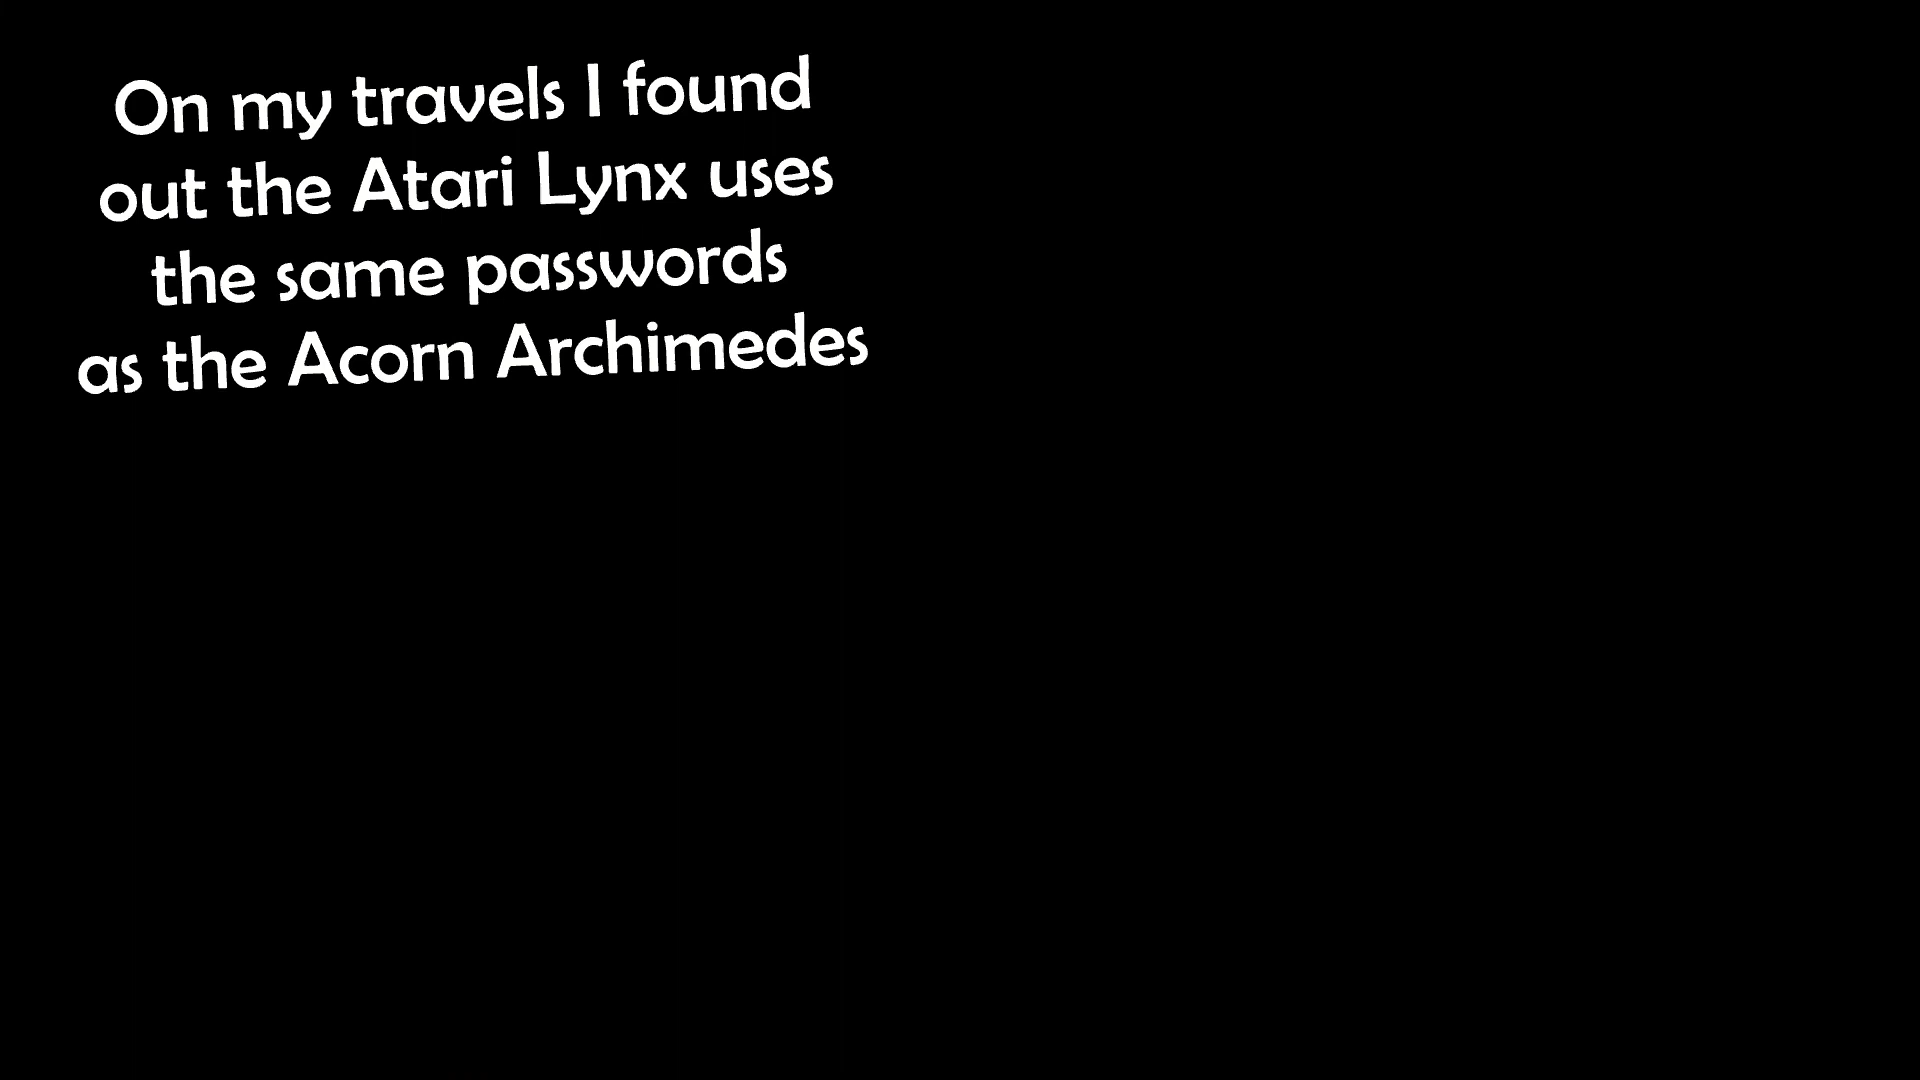 On my travels I found
out the Atari Lynx uses
the same passwords
as the Acorn Archimedes